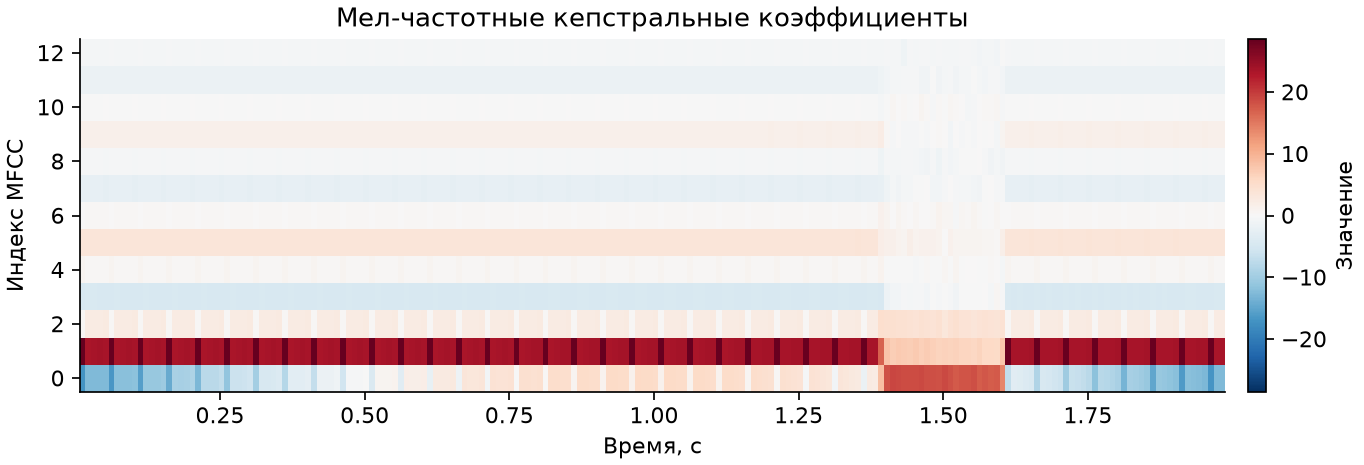 Мел-частотные кепстральные коэффициенты
Индекс MFCC
12
10
8
6
4
2
0
0.25 0.50 0.75 1.00 1.25 1.50 1.75
Время, с
20
10
0
−10
−20
Значение